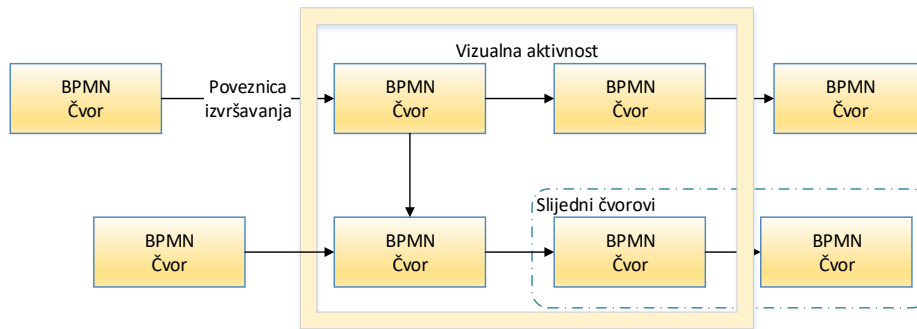 Vizualna aktivnost
BPMN
Čvor
Poveznica
izvršavanja
BPMN
Čvor
BPMN
Čvor
BPMN
Čvor
Slijedni čvorovi
BPMN
Čvor
BPMN
Čvor
BPMN
Čvor
BPMN
Čvor